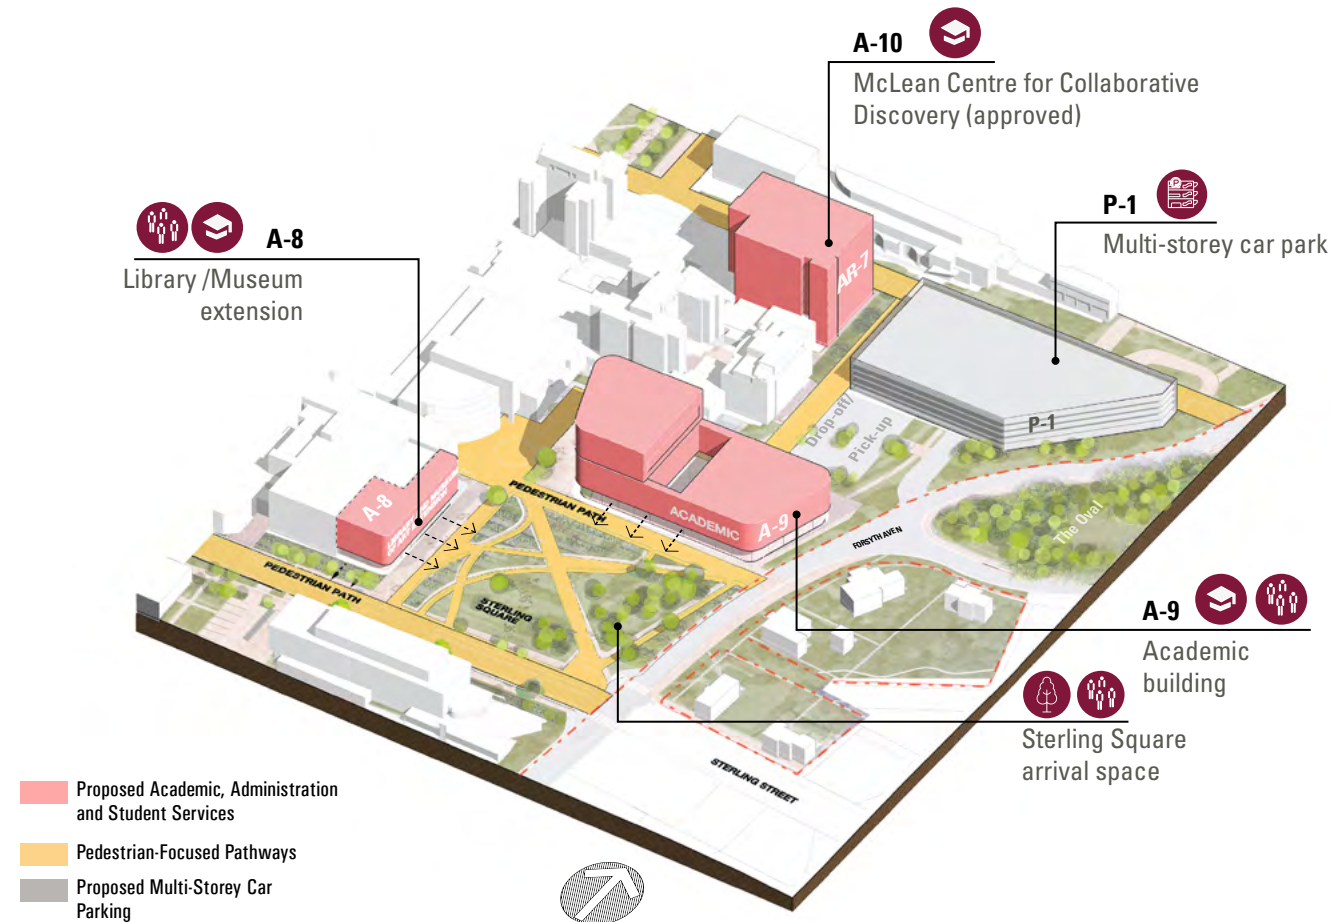 A-10
McLean Centre for Collaborative
Discovery (approved)
P-1
Multi-storey car park
A-8
Library /Museum
extension
AR-7
P-1
Drop-off/
Pick-up
A-8
PEDESTRIAN PATH
ACADEMIC
A-9
FORSYTH AVEN
The Oval
PEDESTRIAN PATH
STERLING
SQUARE
A-9
Academic
building
Sterling Square
arrival space
STERLING STREET
Proposed Academic, Administration
and Student Services
Pedestrian-Focused Pathways
Proposed Multi-Storey Car
Parking